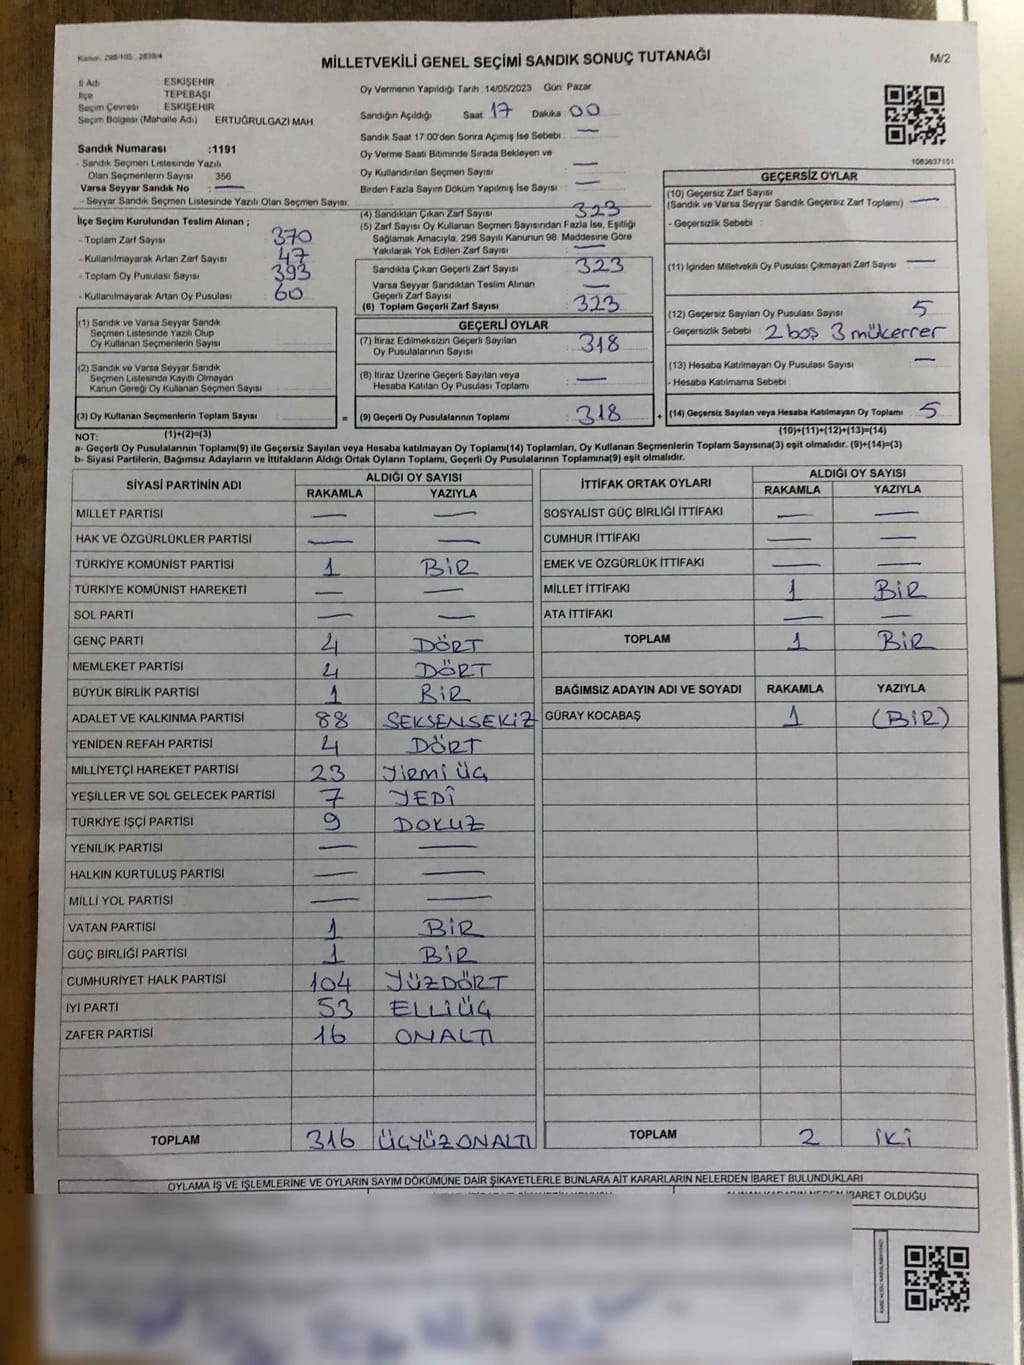 Kanun: 298/105 , 2839/4
MİLLETVEKİLİ GENEL SEÇİMİ SANDIK SONUÇ TUTANAĞI
M/2
İl Adı ESKİŞEHİR
İlçe TEPEBAŞI
Seçim Çevresi ESKİŞEHİR
Seçim Bölgesi (Mahalle Adı) ERTUĞRULGAZİ MAH.
Sandık Numarası :1191
- Sandık Seçmen Listesinde Yazılı
Olan Seçmenlerin Sayısı 356
Varsa Seyyar Sandık No : —
- Seyyar Sandık Seçmen Listesinde Yazılı Olan Seçmen Sayısı:
Oy Vermenin Yapıldığı Tarih : 14/05/2023 Gün: Pazar
Sandığın Açıldığı Saat : 17 Dakika : 00
Sandık Saat 17:00'den Sonra Açımış İse Sebebi : —
Oy Verme Saati Bitiminde Sırada Bekleyen ve
Oy Kullandırılan Seçmen Sayısı : —
Birden Fazla Sayım Döküm Yapılmış İse Sayısı : —
1083637151
İlçe Seçim Kurulundan Teslim Alınan ;
- Toplam Zarf Sayısı : 370
- Kullanılmayarak Artan Zarf Sayısı : 47
- Toplam Oy Pusulası Sayısı : 393
- Kullanılmayarak Artan Oy Pusulası : 60
(4) Sandıktan Çıkan Zarf Sayısı : 323
(5) Zarf Sayısı Oy Kullanan Seçmen Sayısından Fazla İse, Eşitliği
Sağlamak Amacıyla, 298 Sayılı Kanunun 98. Maddesine Göre
Yakılarak Yok Edilen Zarf Sayısı : —
Sandıkta Çıkan Geçerli Zarf Sayısı : 323
Varsa Seyyar Sandıktan Teslim Alınan
Geçerli Zarf Sayısı : —
(6) Toplam Geçerli Zarf Sayısı : 323
GEÇERSİZ OYLAR
(10) Geçersiz Zarf Sayısı
(Sandık ve Varsa Seyyar Sandık Geçersiz Zarf Toplamı) : —
- Geçersizlik Sebebi :
(11) İçinden Milletvekili Oy Pusulası Çıkmayan Zarf Sayısı : —
(12) Geçersiz Sayılan Oy Pusulası Sayısı : 5
- Geçersizlik Sebebi : 2 boş 3 mükerrer
(13) Hesaba Katılmayan Oy Pusulası Sayısı : —
- Hesaba Katılmama Sebebi :
(14) Geçersiz Sayılan veya Hesaba Katılmayan Oy Toplamı : 5
(10)+(11)+(12)+(13)=(14)
(1) Sandık ve Varsa Seyyar Sandık
Seçmen Listesinde Yazılı Olup
Oy Kullanan Seçmenlerin Sayısı :
(2) Sandık ve Varsa Seyyar Sandık
Seçmen Listesinde Kayıtlı Olmayan
Kanun Gereği Oy Kullanan Seçmen Sayısı :
(3) Oy Kullanan Seçmenlerin Toplam Sayısı :
(1)+(2)=(3)
=
GEÇERLİ OYLAR
(7) İtiraz Edilmeksizin Geçerli Sayılan
Oy Pusulalarının Sayısı : 318
(8) İtiraz Üzerine Geçerli Sayılan veya
Hesaba Katılan Oy Pusulası Toplamı : —
(9) Geçerli Oy Pusulalarının Toplamı : 318
+
NOT:
a- Geçerli Oy Pusulalarının Toplamı(9) ile Geçersiz Sayılan veya Hesaba katılmayan Oy Toplamı(14) Toplamları, Oy Kullanan Seçmenlerin Toplam Sayısına(3) eşit olmalıdır. (9)+(14)=(3)
b- Siyasi Partilerin, Bağımsız Adayların ve İttifakların Aldığı Ortak Oyların Toplamı, Geçerli Oy Pusulalarının Toplamına(9) eşit olmalıdır.
SİYASİ PARTİNİN ADI ALDIĞI OY SAYISI
RAKAMLA YAZIYLA
MİLLET PARTİSİ — —
HAK VE ÖZGÜRLÜKLER PARTİSİ — —
TÜRKİYE KOMÜNİST PARTİSİ 1 BİR
TÜRKİYE KOMÜNİST HAREKETİ — —
SOL PARTİ — —
GENÇ PARTİ 4 DÖRT
MEMLEKET PARTİSİ 4 DÖRT
BÜYÜK BİRLİK PARTİSİ 1 BİR
ADALET VE KALKINMA PARTİSİ 88 SEKSENSEKİZ
YENİDEN REFAH PARTİSİ 4 DÖRT
MİLLİYETÇİ HAREKET PARTİSİ 23 YİRMİ ÜÇ
YEŞİLLER VE SOL GELECEK PARTİSİ 7 YEDİ
TÜRKİYE İŞÇİ PARTİSİ 9 DOKUZ
YENİLİK PARTİSİ — —
HALKIN KURTULUŞ PARTİSİ — —
MİLLİ YOL PARTİSİ — —
VATAN PARTİSİ 1 BİR
GÜÇ BİRLİĞİ PARTİSİ 1 BİR
CUMHURİYET HALK PARTİSİ 104 YÜZDÖRT
İYİ PARTİ 53 ELLİÜÇ
ZAFER PARTİSİ 16 ONALTI
TOPLAM 316 ÜÇYÜZONALTI
İTTİFAK ORTAK OYLARI ALDIĞI OY SAYISI
RAKAMLA YAZIYLA
SOSYALİST GÜÇ BİRLİĞİ İTTİFAKI — —
CUMHUR İTTİFAKI — —
EMEK VE ÖZGÜRLÜK İTTİFAKI — —
MİLLET İTTİFAKI 1 BİR
ATA İTTİFAKI — —
TOPLAM 1 BİR
BAĞIMSIZ ADAYIN ADI VE SOYADI RAKAMLA YAZIYLA
GÜRAY KOCABAŞ 1 (BİR)
TOPLAM 2 İKİ
OYLAMA İŞ VE İŞLEMLERİNE VE OYLARIN SAYIM DÖKÜMÜNE DAİR ŞİKAYETLERLE BUNLARA AİT KARARLARIN NELERDEN İBARET BULUNDUKLARI
İBARET OLDUĞU